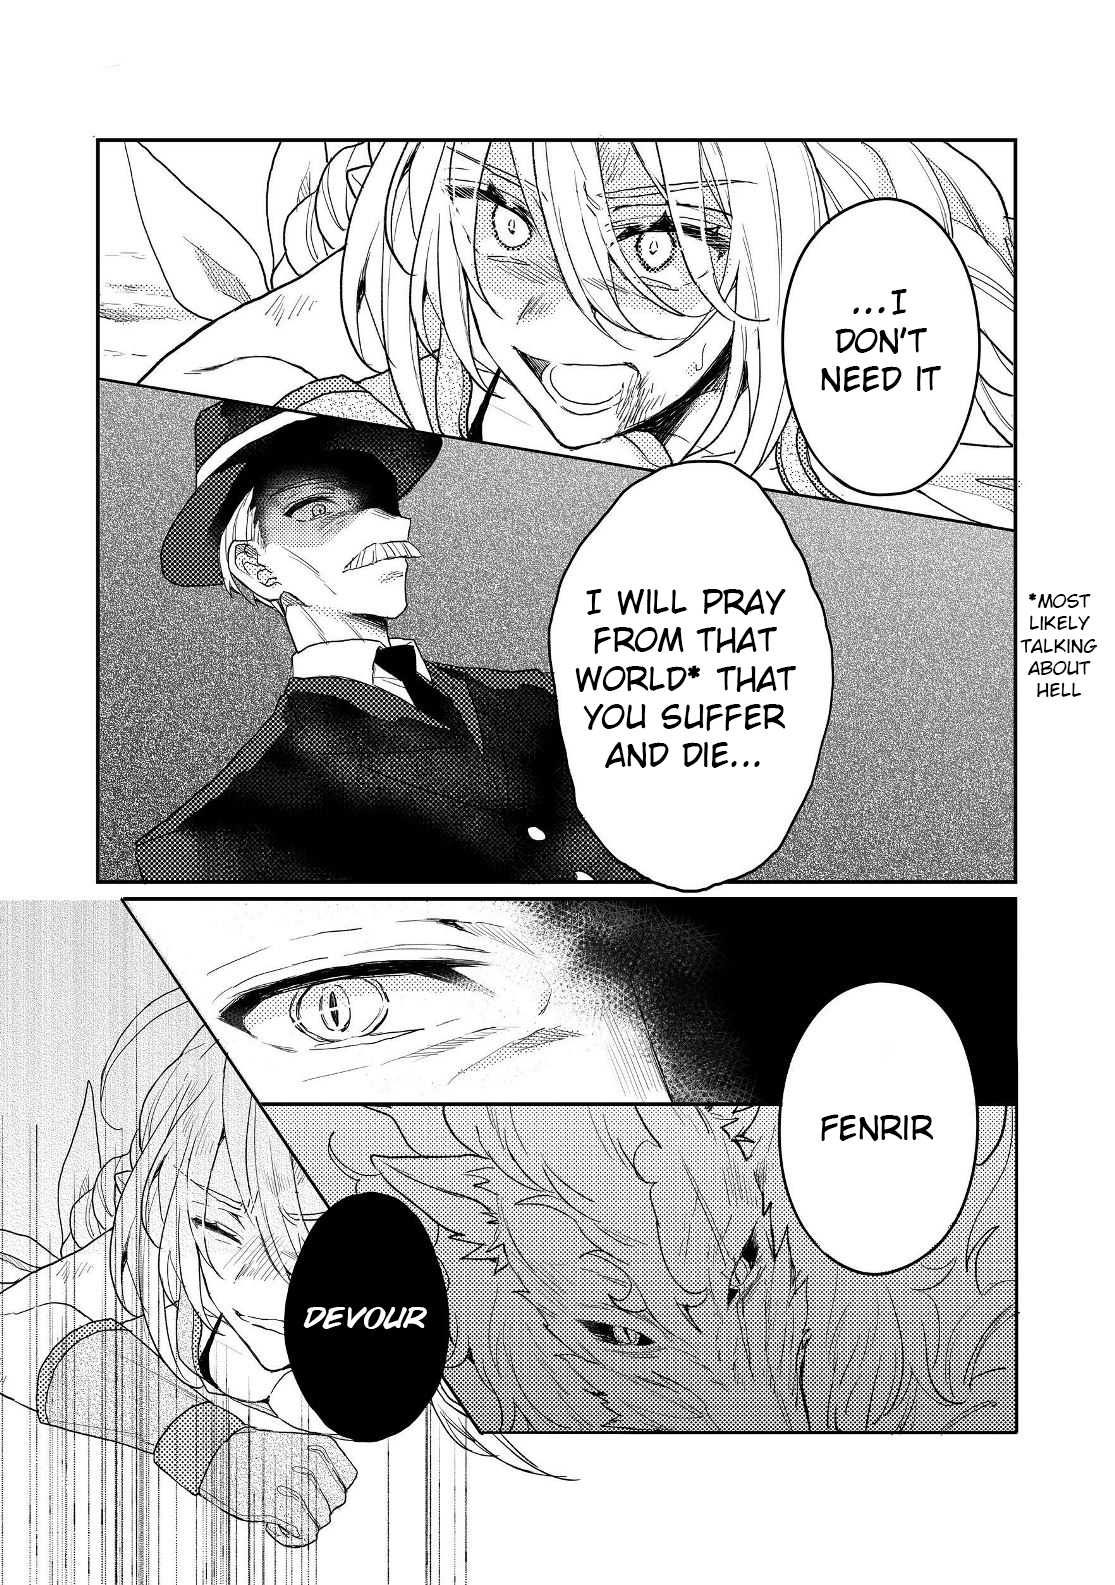 ...I
DON'T
NEED IT
I WILL PRAY
FROM THAT
WORLD* THAT
YOU SUFFER
AND DIE...
*MOST
LIKELY
TALKING
ABOUT
HELL
FENRIR
DEVOUR